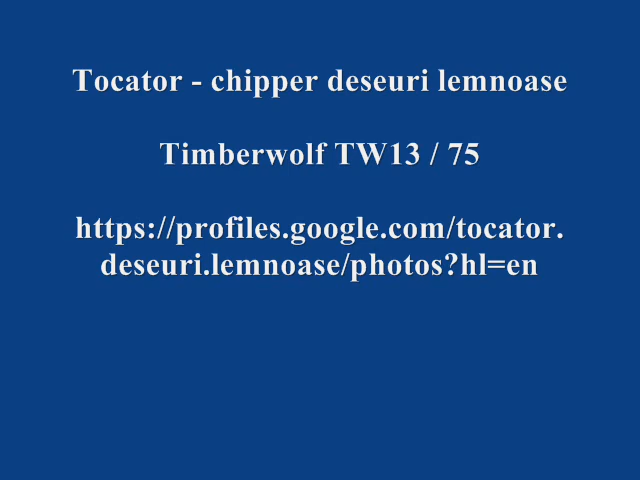 Tocator - chipper deseuri lemnoase
Timberwolf TW13 / 75
https://profiles.google.com/tocator.
deseuri.lemnoase/photos?hl=en